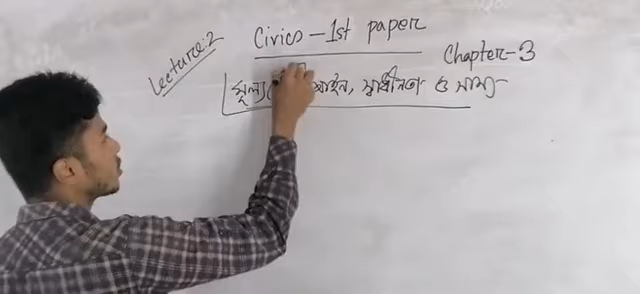 Lecture: 2
Civics - 1st paper
Chapter - 3
আইন, স্বাধীনতা ও সাম্য